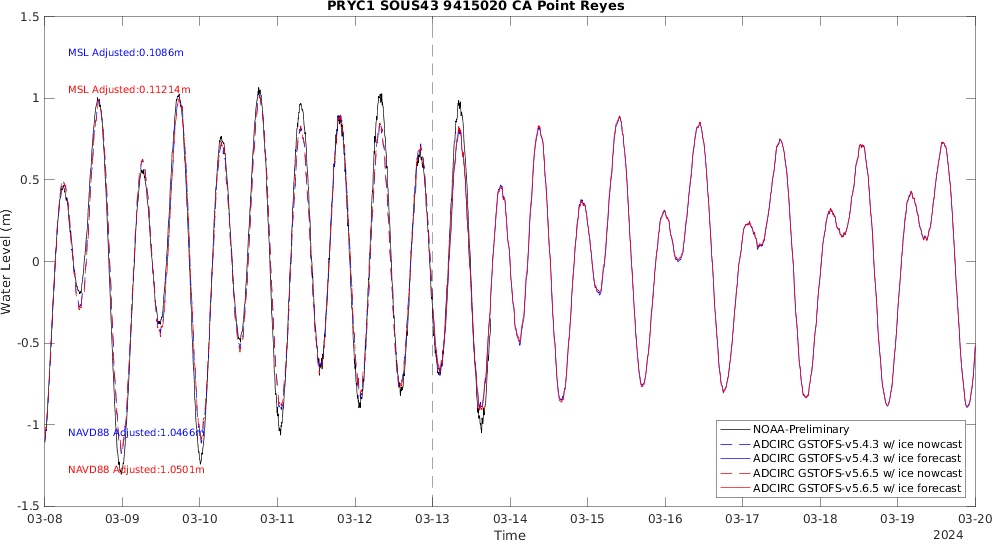 PRYC1 SOUS43 9415020 CA Point Reyes
1.5
MSL Adjusted:0.1086m
MSL Adjusted:0.11214m
1
0.5
Water Level (m)
0
-0.5
-1
NAVD88 Adjusted:1.0466m
NAVD88 Adjusted:1.0501m
-1.5
NOAA-Preliminary
ADCIRC GSTOFS-v5.4.3 w/ ice nowcast
ADCIRC GSTOFS-v5.4.3 w/ ice forecast
ADCIRC GSTOFS-v5.6.5 w/ ice nowcast
ADCIRC GSTOFS-v5.6.5 w/ ice forecast
03-08 03-09 03-10 03-11 03-12 03-13 03-14 03-15 03-16 03-17 03-18 03-19 03-20
Time
2024